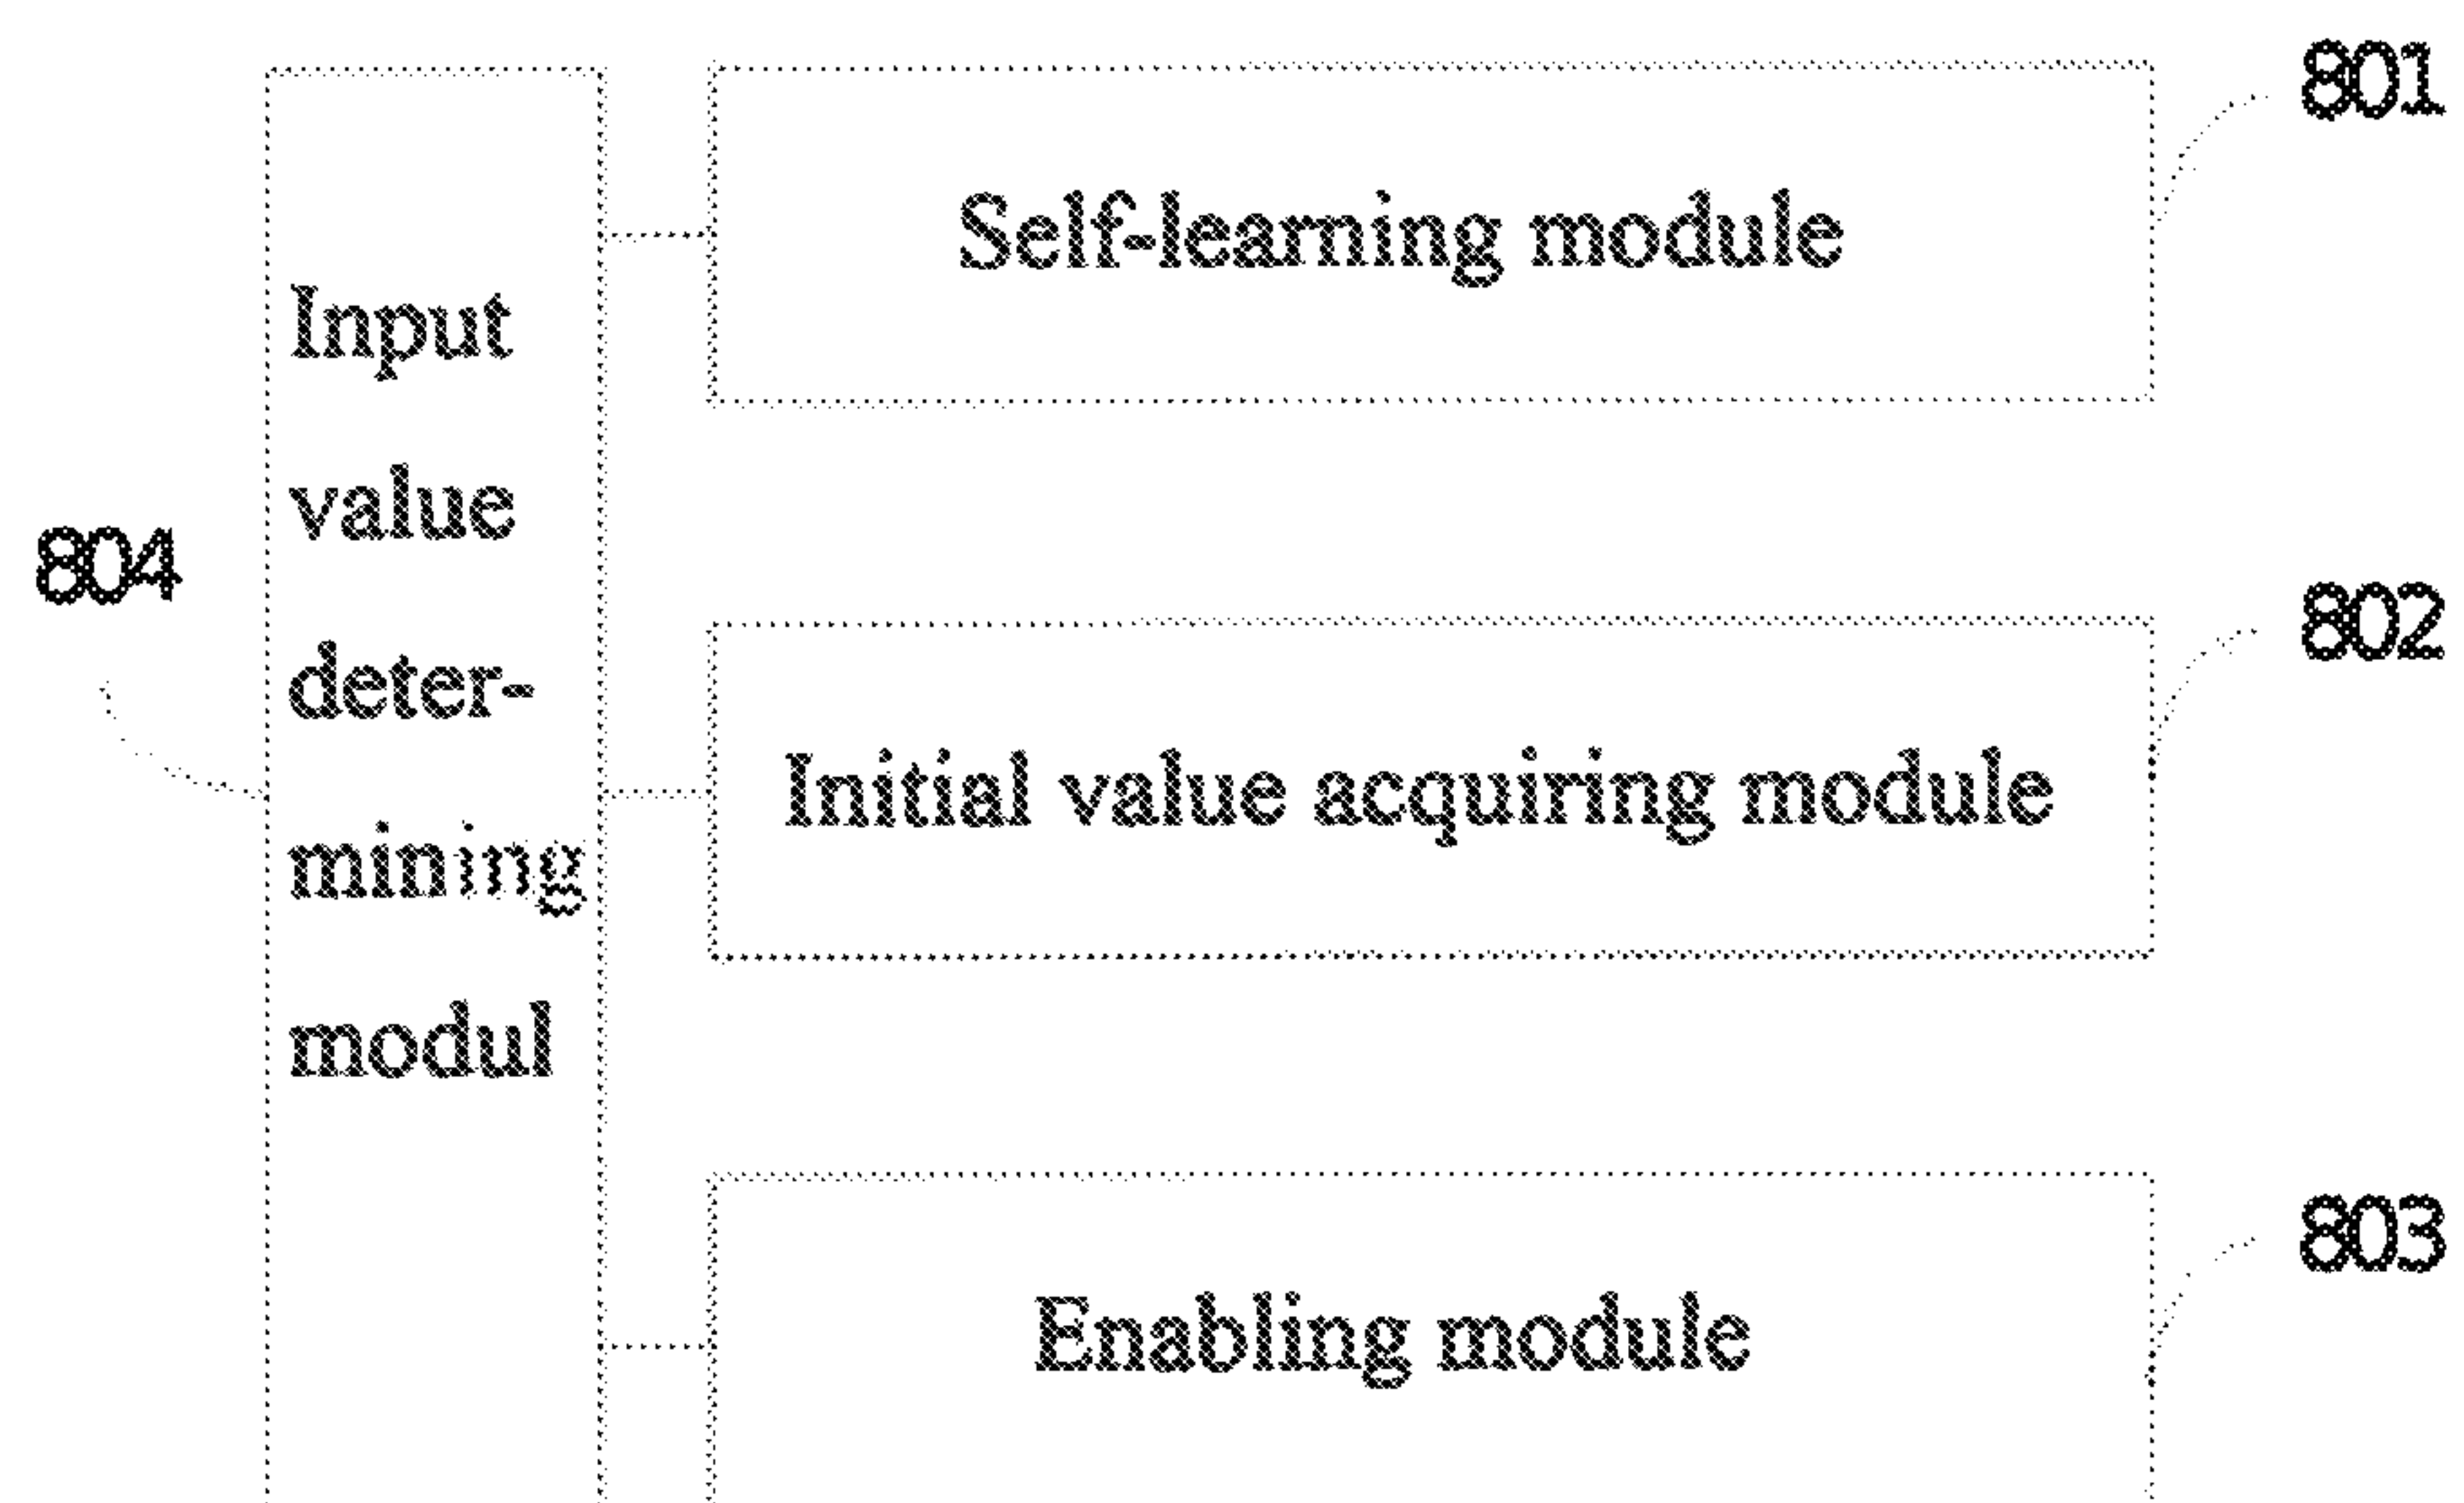 801
Self-learning module
Input
value
deter-
mining
modul
804
802
Initial value acquiring module
803
Enabling module